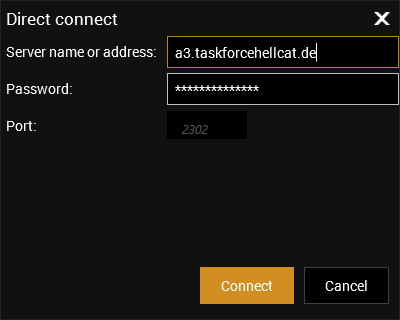 Direct connect
Server name or address: a3.taskforcehellcat.de
Password: **************
Port: 2302
Connect Cancel